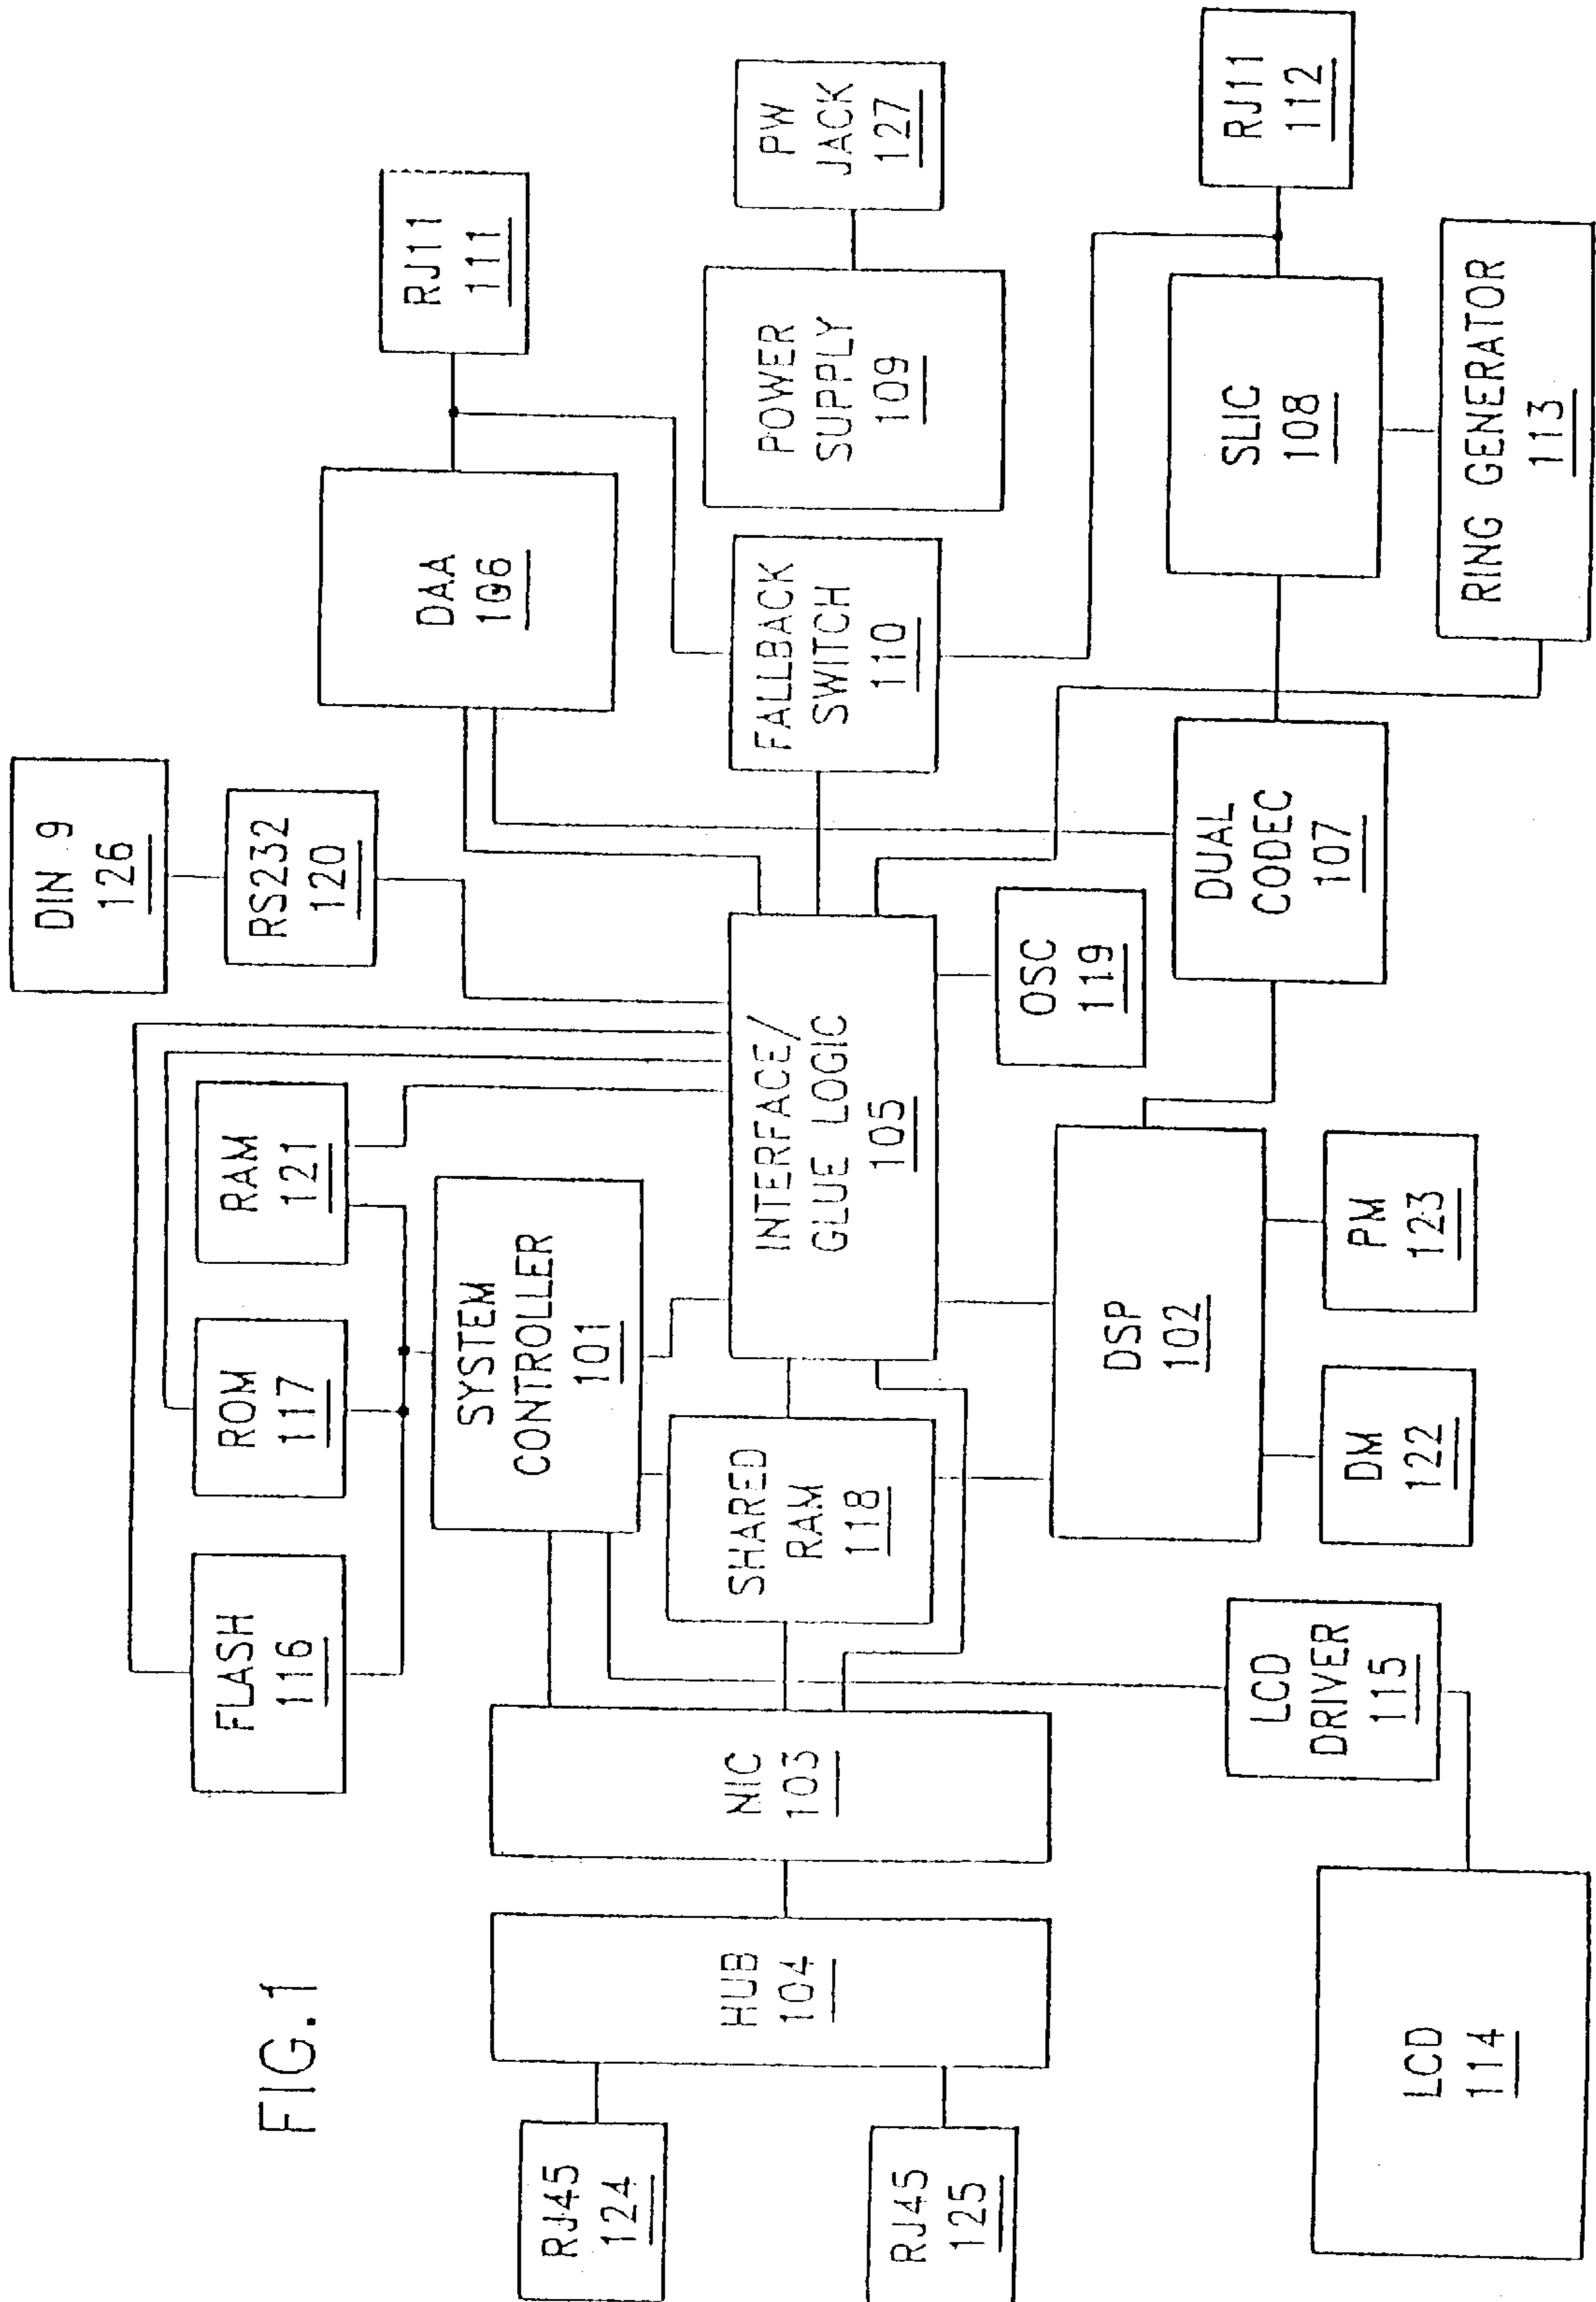 FIG.1
DIN 9
126
RS232
120
RJ11
111
FLASH
116
ROM
117
RAM
121
DAA
106
SYSTEM
CONTROLLER
101
RJ45
124
HUB
104
NIC
103
SHARED
RAM
118
INTERFACE/
GLUE LOGIC
105
FALLBACK
SWITCH
110
POWER
SUPPLY
109
PW
JACK
127
RJ45
125
OSC
119
DSP
102
DUAL
CODEC
107
SLIC
108
RJ11
112
LCD
DRIVER
115
DM
122
PM
123
RING GENERATOR
113
LCD
114